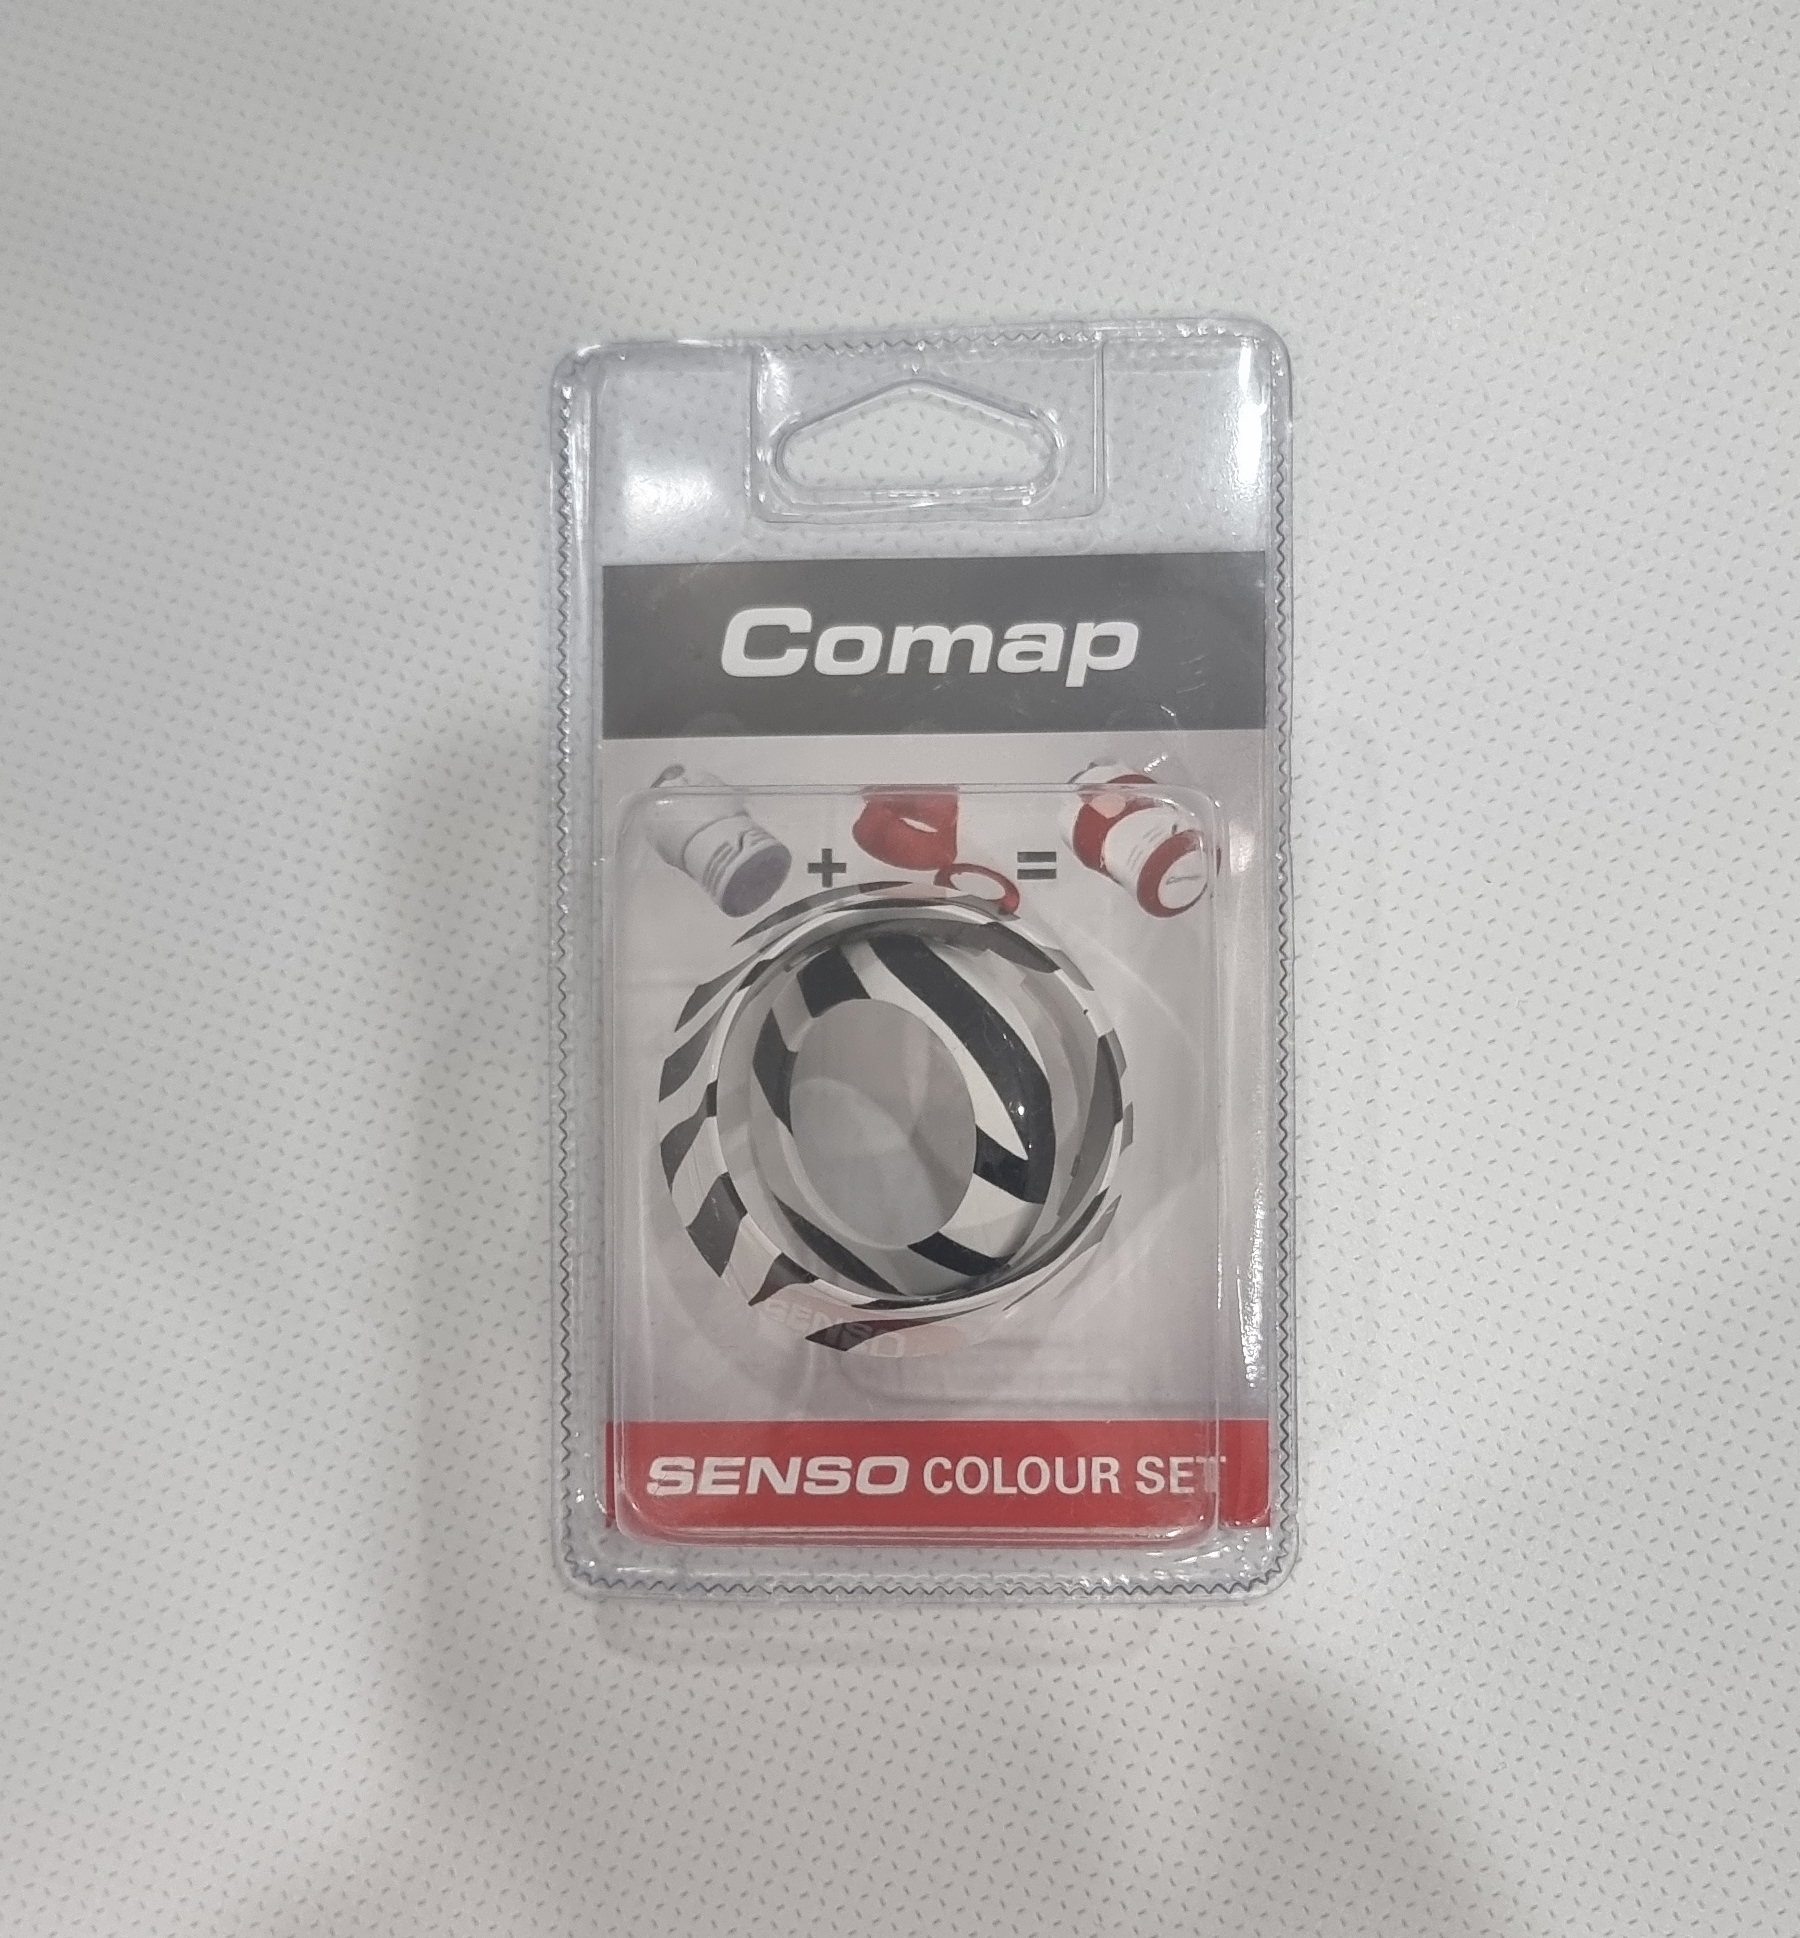 Comap
+ =
SENSO COLOUR SET